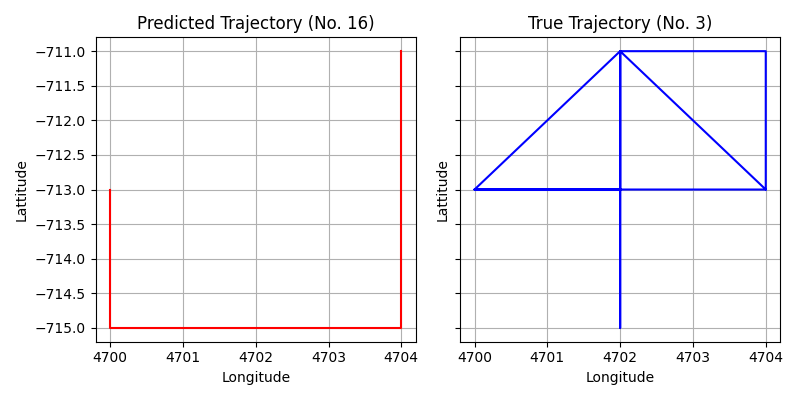 Predicted Trajectory (No. 16)
True Trajectory (No. 3)
Lattitude
−711.0
−711.5
−712.0
−712.5
−713.0
−713.5
−714.0
−714.5
−715.0
4700 4701 4702 4703 4704
Longitude
Lattitude
4700 4701 4702 4703 4704
Longitude